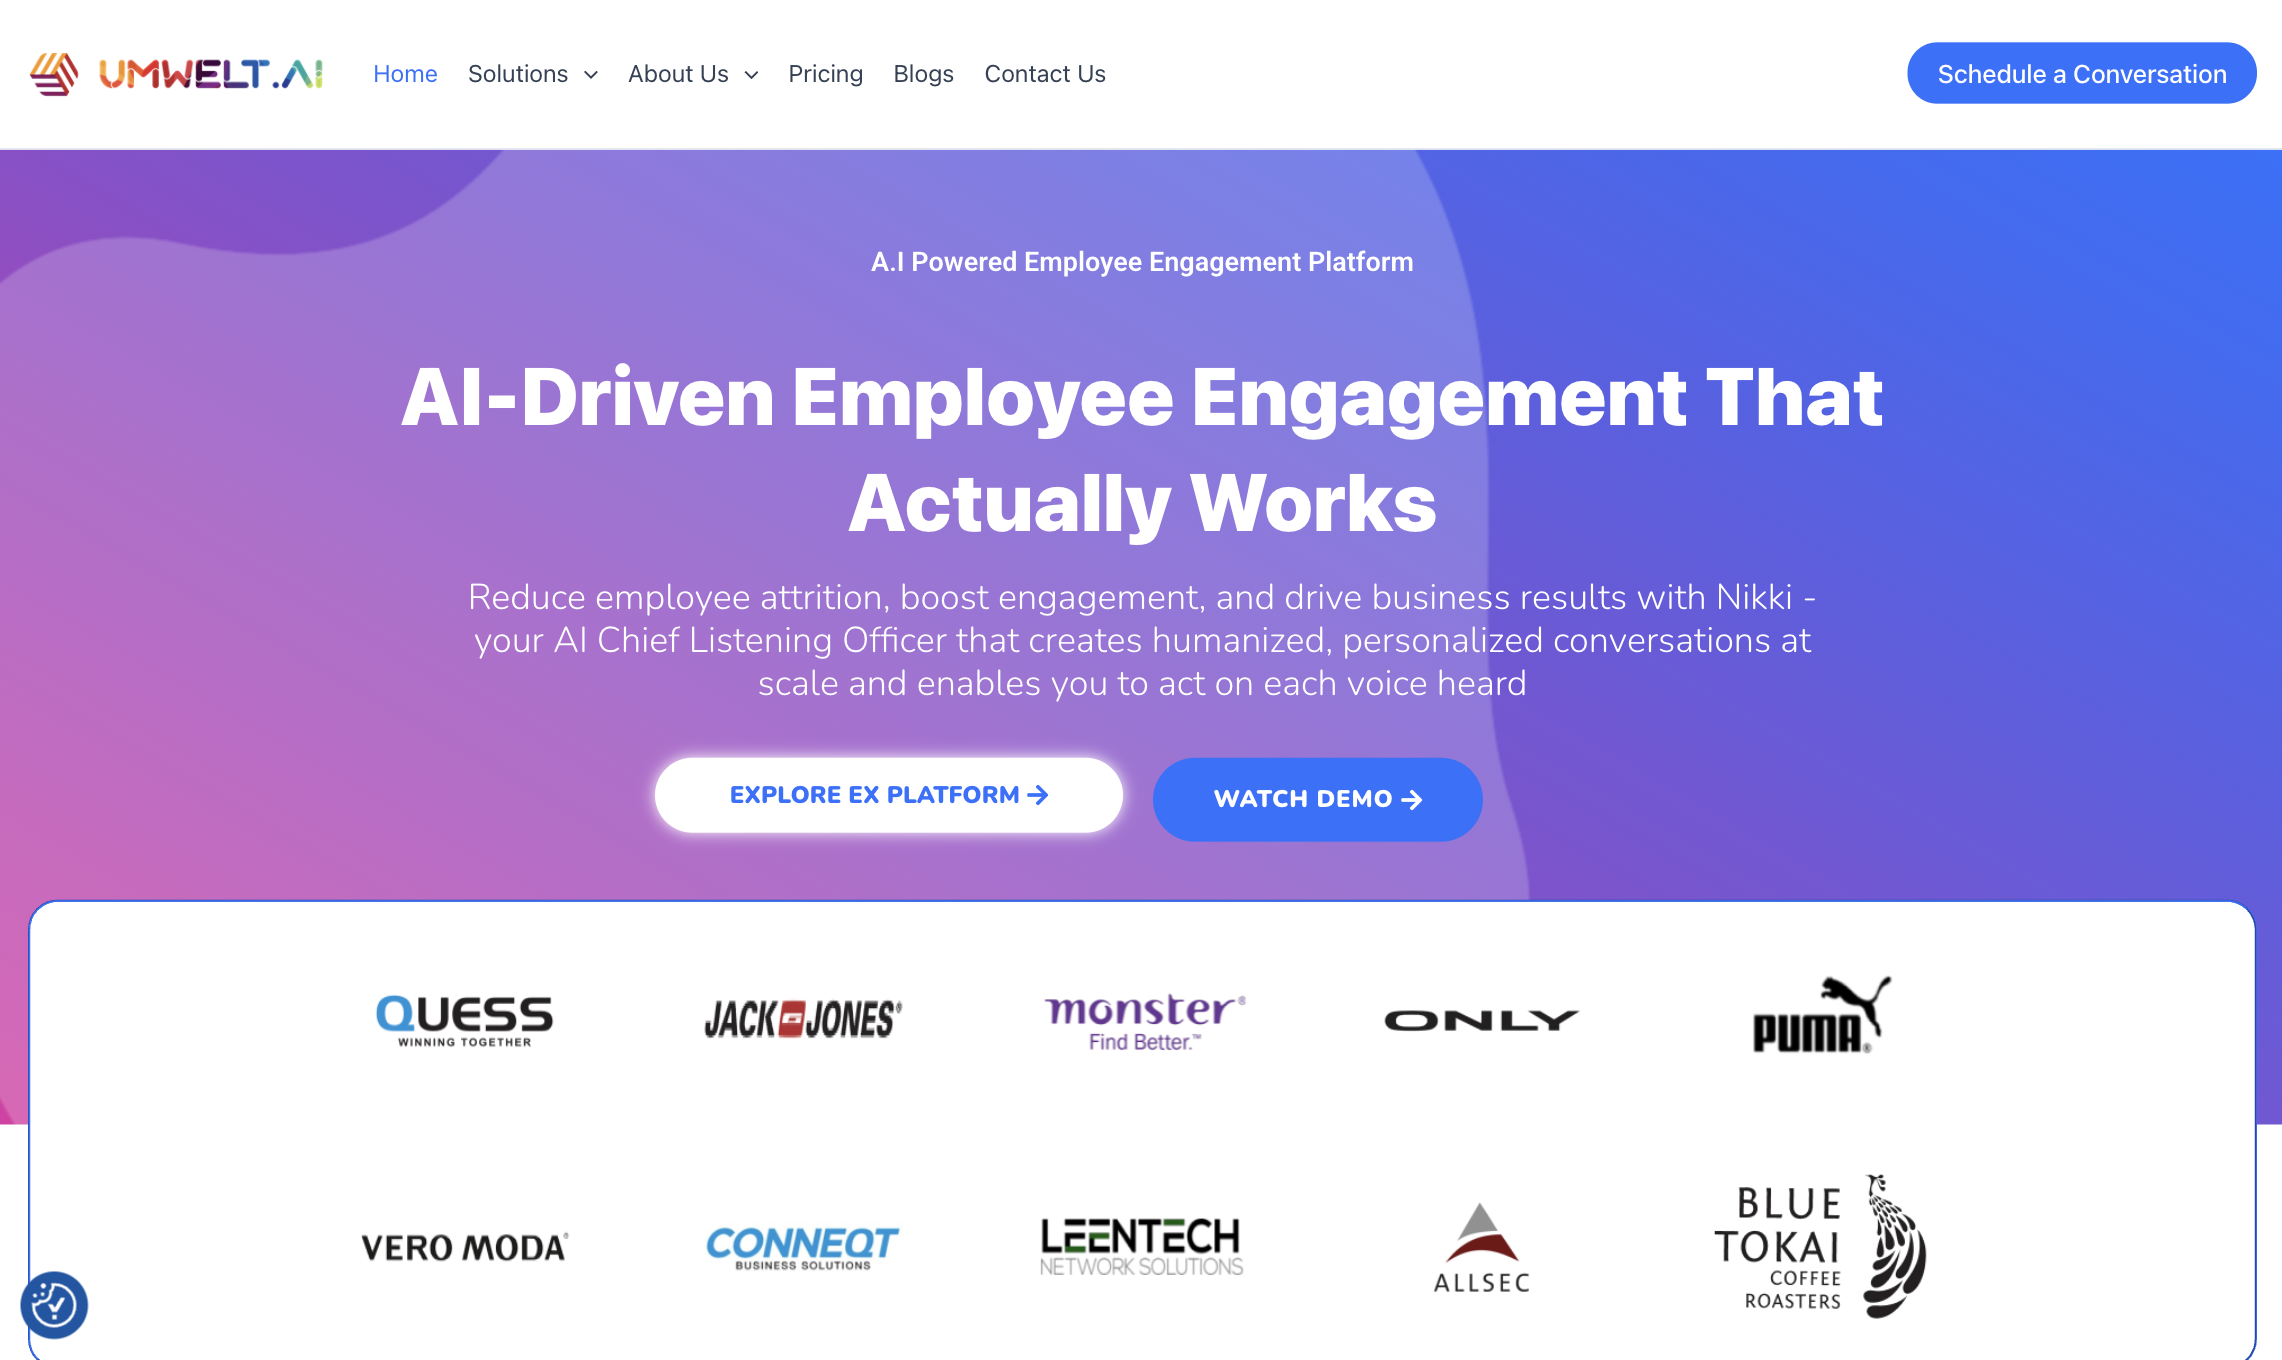 UMWELT.AI
Home Solutions About Us Pricing Blogs Contact Us
Schedule a Conversation
A.I Powered Employee Engagement Platform
AI-Driven Employee Engagement That
Actually Works
Reduce employee attrition, boost engagement, and drive business results with Nikki -
your AI Chief Listening Officer that creates humanized, personalized conversations at
scale and enables you to act on each voice heard
EXPLORE EX PLATFORM →
WATCH DEMO →
QUESS
WINNING TOGETHER
JACK JONES®
monster®
Find Better.™
ONLY
PUMA®
VERO MODA®
CONNEQT
BUSINESS SOLUTIONS
LEENTECH
NETWORK SOLUTIONS
ALLSEC
BLUE
TOKAI
COFFEE
ROASTERS